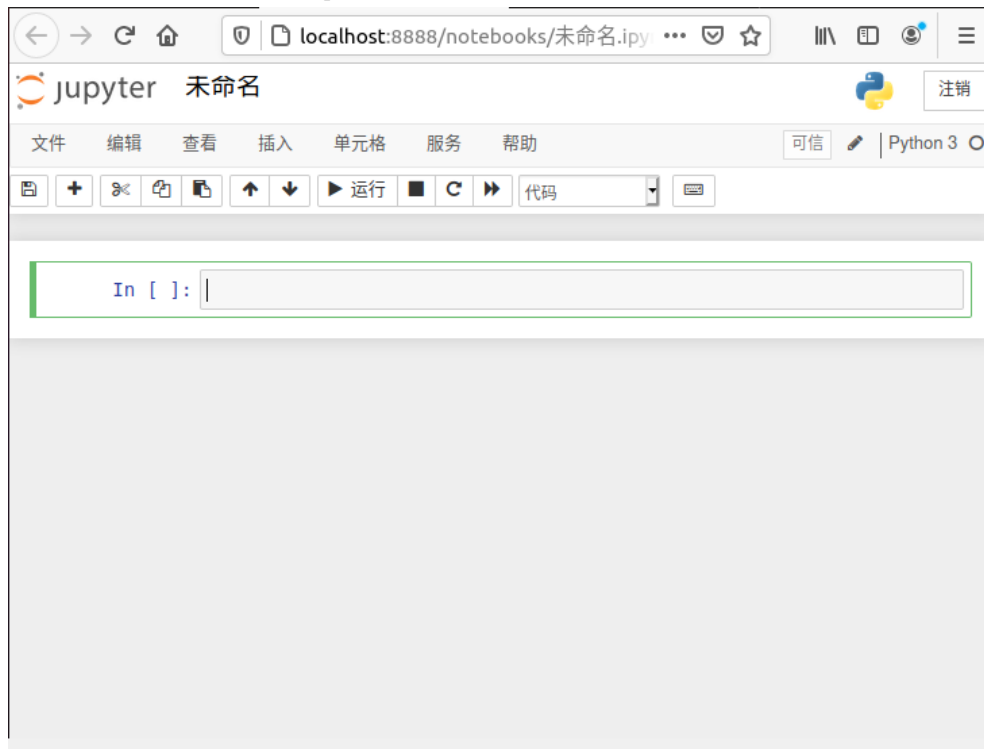 localhost:8888/notebooks/未命名.ipy
jupyter 未命名 注销
文件 编辑 查看 插入 单元格 服务 帮助 可信 Python 3
运行 代码
In [ ]: